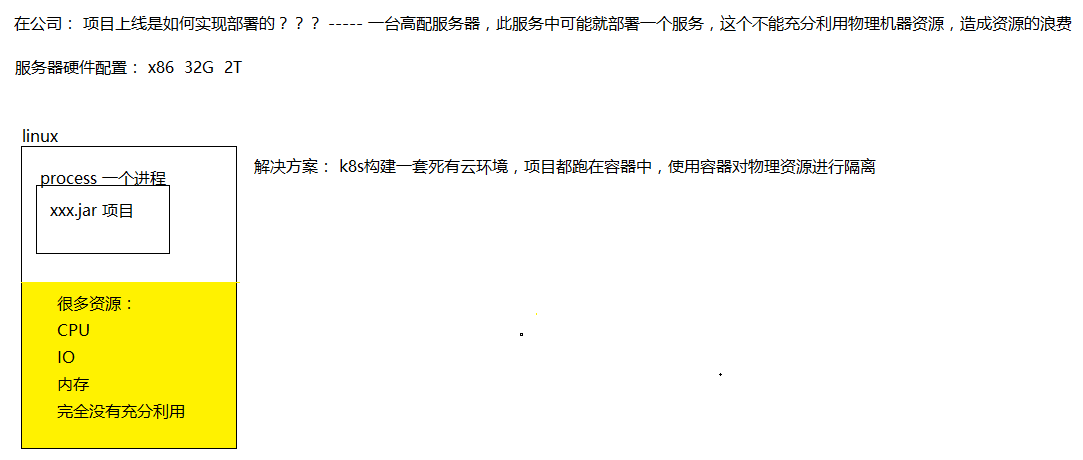 在公司： 项目上线是如何实现部署的？？？ ----- 一台高配服务器，此服务中可能就部署一个服务，这个不能充分利用物理机器资源，造成资源的浪费
服务器硬件配置： x86 32G 2T
linux
解决方案： k8s构建一套死有云环境，项目都跑在容器中，使用容器对物理资源进行隔离
process 一个进程
xxx.jar 项目
很多资源：
CPU
IO
内存
完全没有充分利用